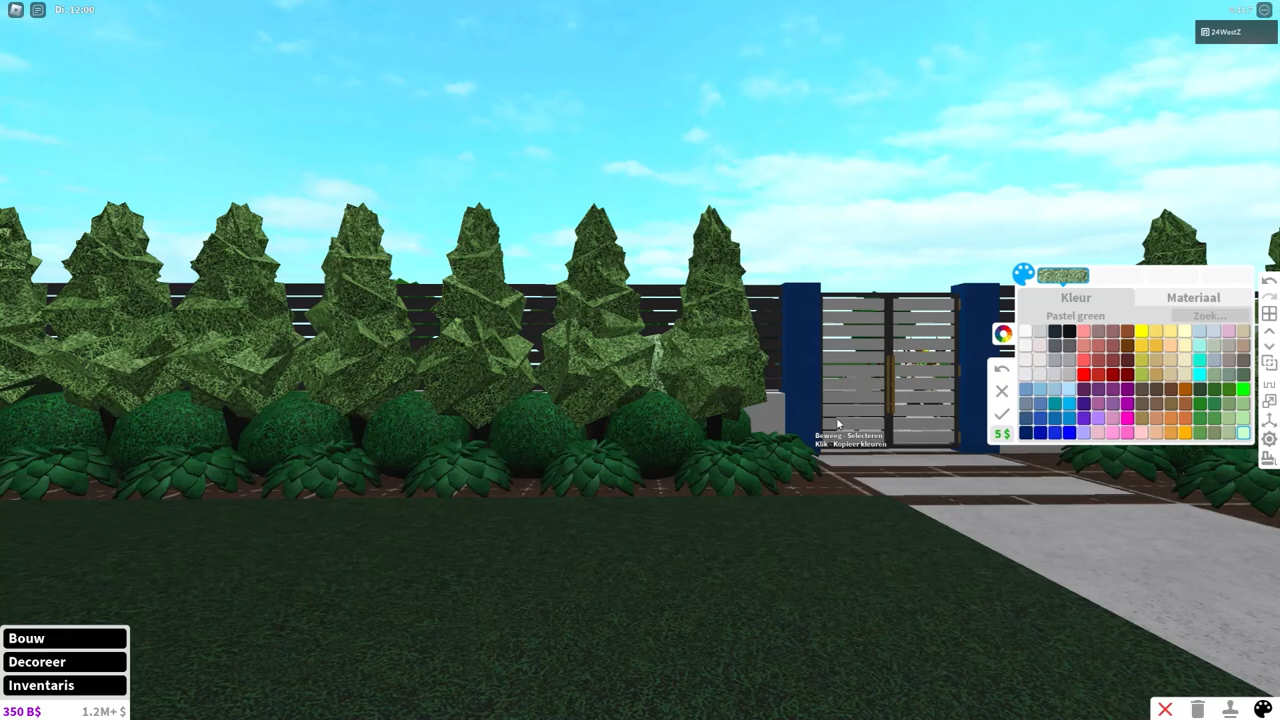 Di. 12:00
24WestZ
Kleur
Materiaal
Pastel green
Zoek...
5 $
Beweeg - Selecteren
Klik - Kopieer kleuren
Bouw
Decoreer
Inventaris
350 B$
1.2M+ $